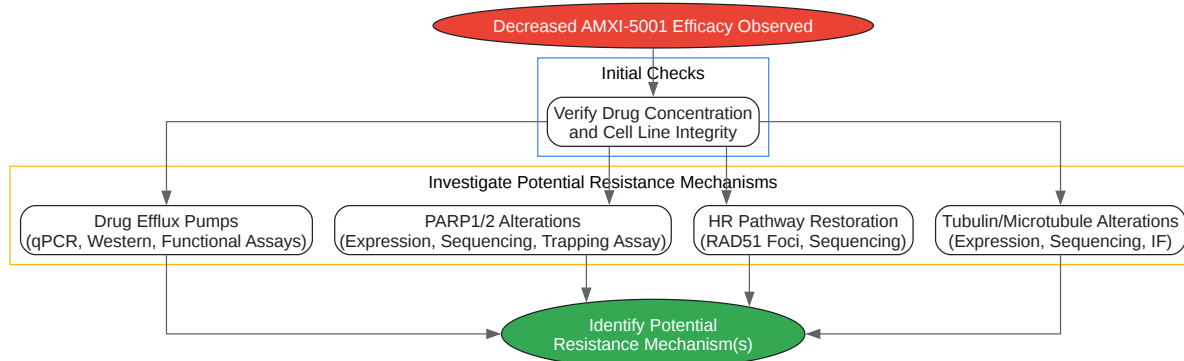 Decreased AMXI-5001 Efficacy Observed
Initial Checks
Verify Drug Concentration
and Cell Line Integrity
Investigate Potential Resistance Mechanisms
Drug Efflux Pumps
(qPCR, Western, Functional Assays)
PARP1/2 Alterations
(Expression, Sequencing, Trapping Assay)
HR Pathway Restoration
(RAD51 Foci, Sequencing)
Tubulin/Microtubule Alterations
(Expression, Sequencing, IF)
Identify Potential
Resistance Mechanism(s)